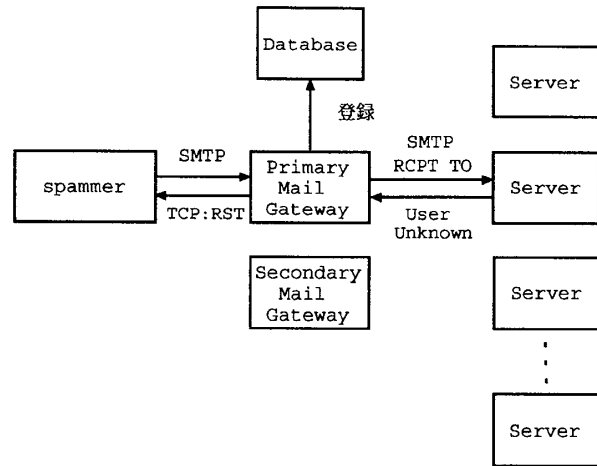 Database
Server
登録
SMTP
SMTP
RCPT TO
spammer
Primary
Mail
Gateway
Server
TCP:RST
User
Unknown
Secondary
Mail
Gateway
Server
Server